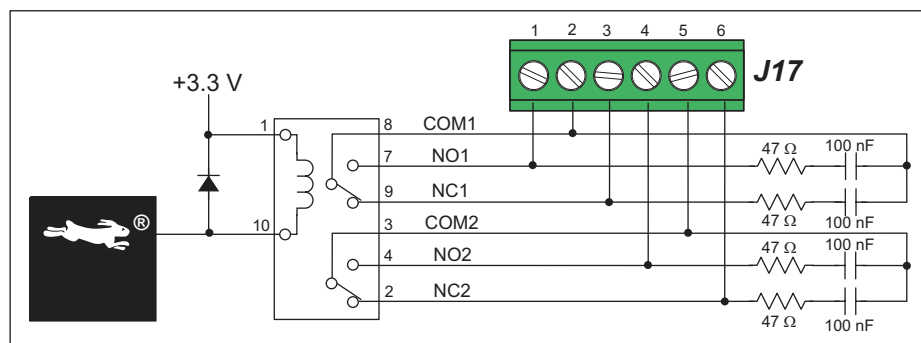 1 2 3 4 5 6
J17
+3.3 V
1 8 COM1
47 Ω 100 nF
7 NO1
9 NC1
47 Ω 100 nF
®
10 3 COM2
47 Ω 100 nF
4 NO2
2 NC2
47 Ω 100 nF